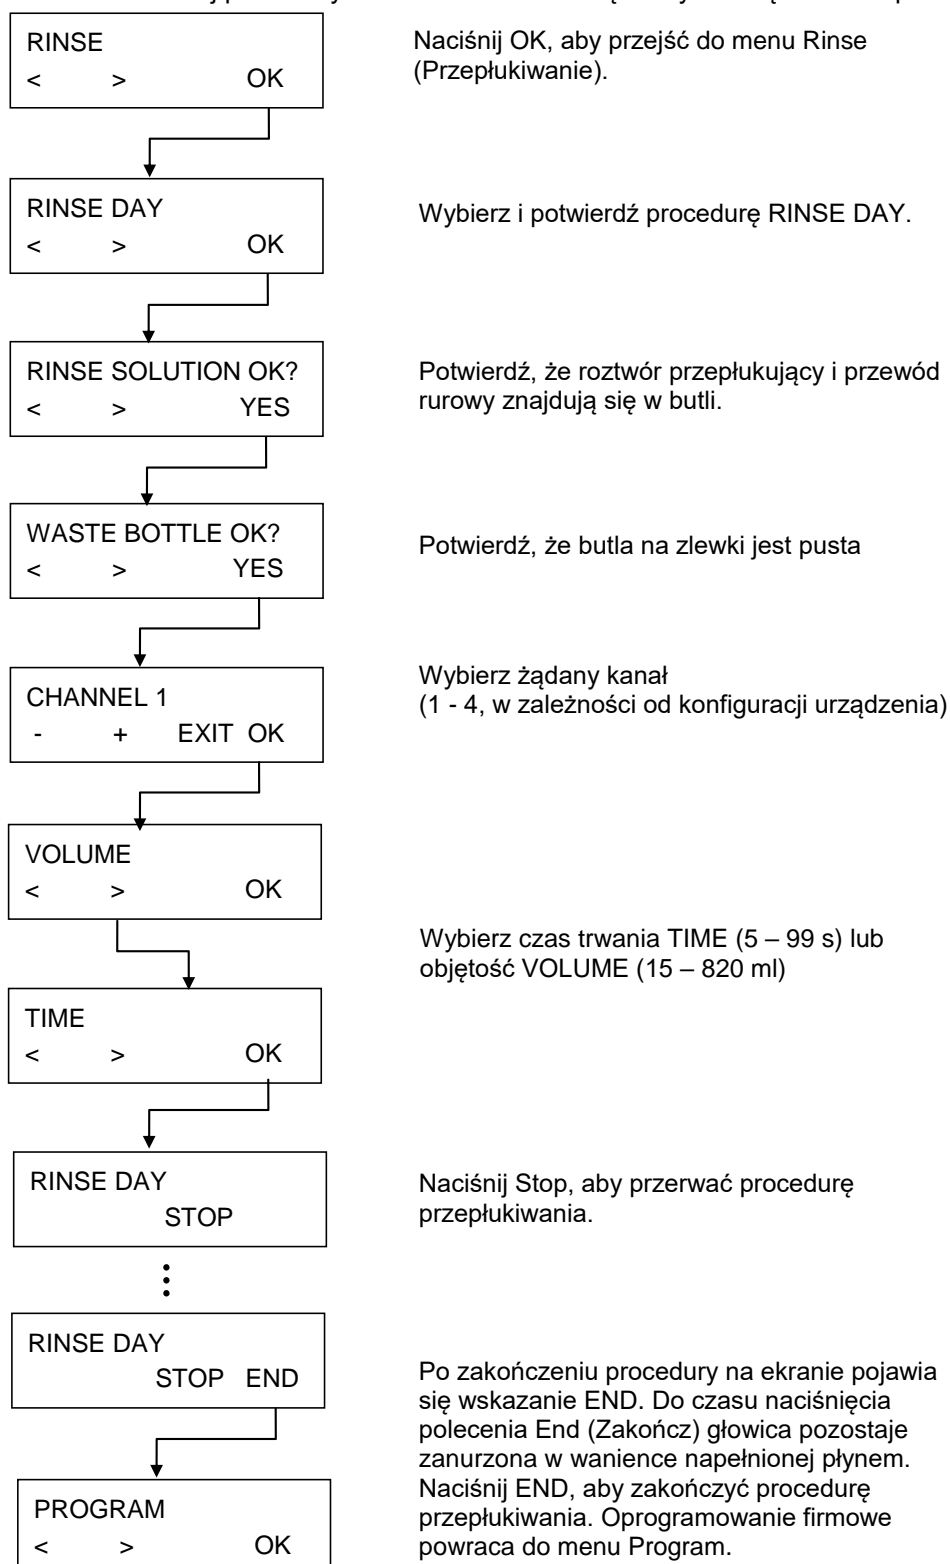 RINSE
< > OK
Naciśnij OK, aby przejść do menu Rinse
(Przepłukiwanie).
RINSE DAY
< > OK
Wybierz i potwierdź procedurę RINSE DAY.
RINSE SOLUTION OK?
< > YES
Potwierdź, że roztwór przepłukujący i przewód
rurowy znajdują się w butli.
WASTE BOTTLE OK?
< > YES
Potwierdź, że butla na zlewki jest pusta
CHANNEL 1
- + EXIT OK
Wybierz żądany kanał
(1 - 4, w zależności od konfiguracji urządzenia)
VOLUME
< > OK
Wybierz czas trwania TIME (5 – 99 s) lub
objętość VOLUME (15 – 820 ml)
TIME
< > OK
RINSE DAY
STOP
Naciśnij Stop, aby przerwać procedurę
przepłukiwania.
RINSE DAY
STOP END
Po zakończeniu procedury na ekranie pojawia
się wskazanie END. Do czasu naciśnięcia
polecenia End (Zakończ) głowica pozostaje
zanurzona w wanience napełnionej płynem.
Naciśnij END, aby zakończyć procedurę
przepłukiwania. Oprogramowanie firmowe
powraca do menu Program.
PROGRAM
< > OK